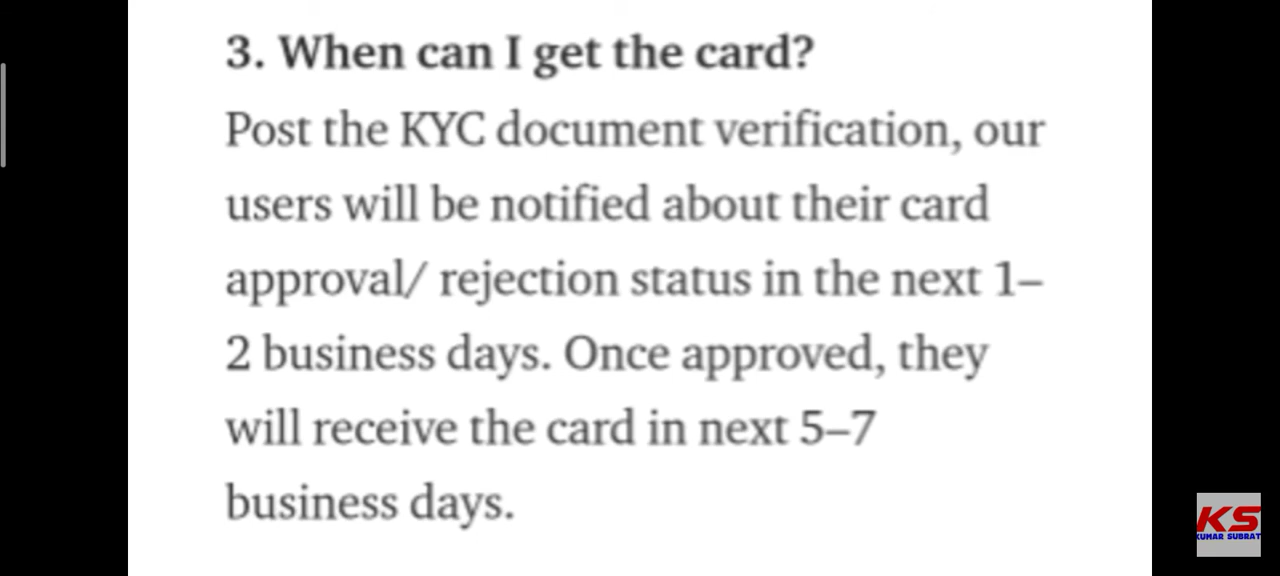 3. When can I get the card?
Post the KYC document verification, our
users will be notified about their card
approval/ rejection status in the next 1–
2 business days. Once approved, they
will receive the card in next 5–7
business days.
KS
KUMAR SUBRAT